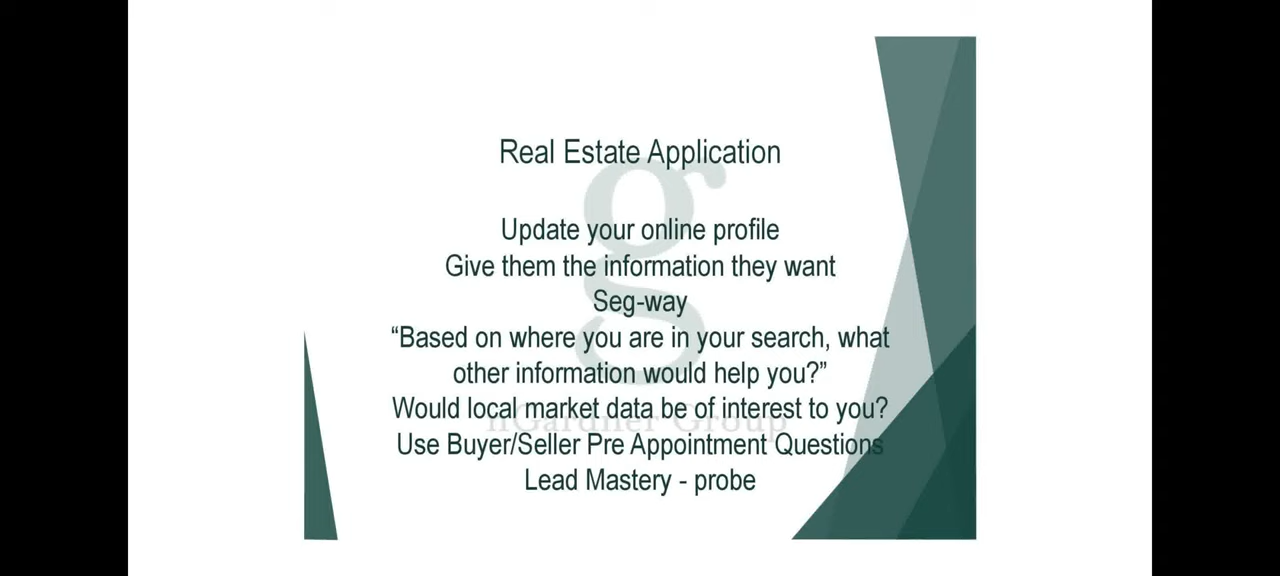 Real Estate Application
Update your online profile
Give them the information they want
Seg-way
“Based on where you are in your search, what
other information would help you?”
Would local market data be of interest to you?
Use Buyer/Seller Pre Appointment Questions
Lead Mastery - probe
g
Gardner Group